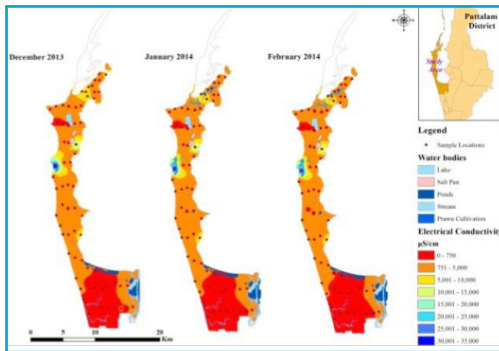 Puttalam
District
December 2013
January 2014
February 2014
Study
Area
Legend
Sample Locations
Water bodies
Lake
Salt Pan
Ponds
Stream
Prawn Cultivation
Electrical Conductivity
µS/cm
0 - 750
751 - 5,000
5,001 - 10,000
10,001 - 15,000
15,001 - 20,000
20,001 - 25,000
25,001 - 30,000
30,001 - 35,000
0 5 10 20
Km